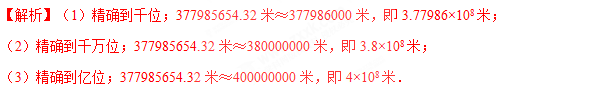 【解析】（1）精确到千位；377985654.32 米≈377986000 米，即 3.77986×10⁸ 米；
（2）精确到千万位；377985654.32 米≈380000000 米，即 3.8×10⁸ 米；
（3）精确到亿位；377985654.32 米≈400000000 米，即 4×10⁸ 米．